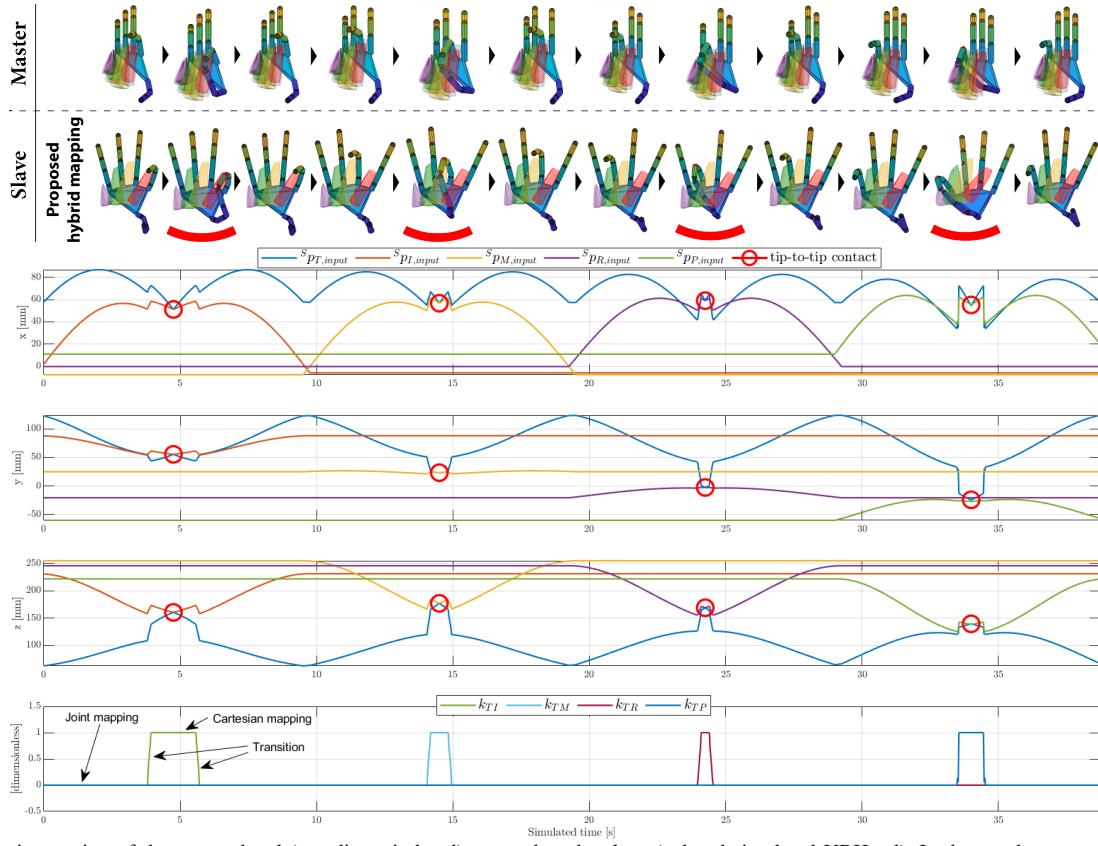 Master
Slave
Proposed
hybrid mapping
Sp_T,input Sp_I,input Sp_M,input Sp_R,input Sp_P,input tip-to-tip contact
x [mm]
80
60
40
20
0
0 5 10 15 20 25 30 35
y [mm]
100
50
0
-50
0 5 10 15 20 25 30 35
z [mm]
250
200
150
100
0 5 10 15 20 25 30 35
k_TI k_TM k_TR k_TP
[dimensionless]
1.5
1
0.5
0
-0.5
Joint mapping
Cartesian mapping
Transition
0 5 10 15 20 25 30 35
Simulated time [s]